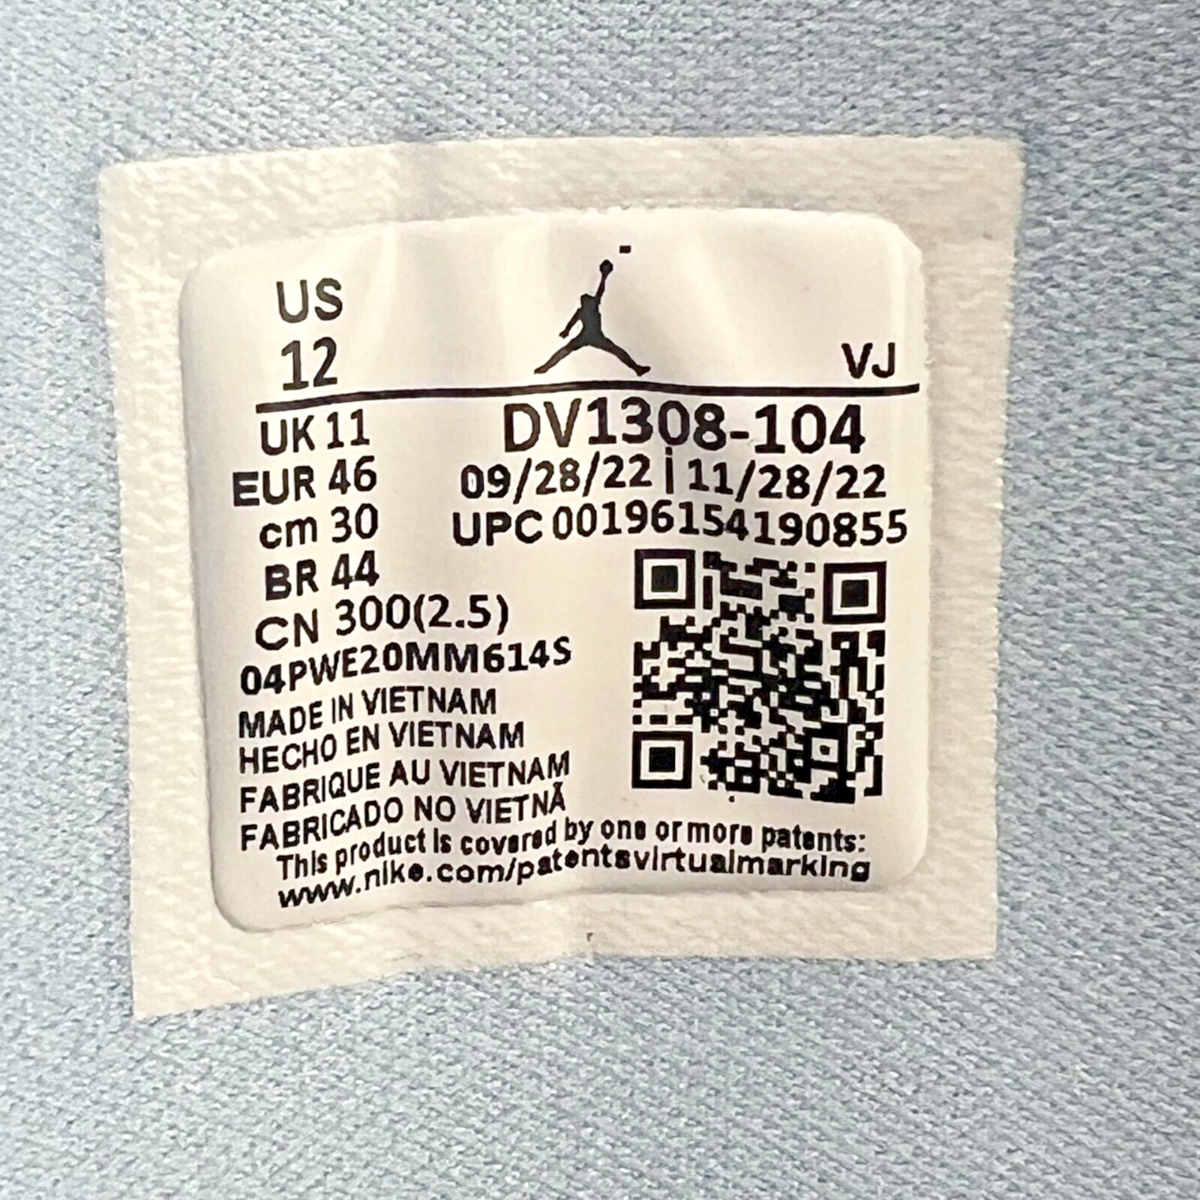 US
12
VJ
UK 11
DV1308-104
EUR 46
09/28/22 | 11/28/22
cm 30
UPC 00196154190855
BR 44
CN 300(2.5)
04PWE20MM614S
MADE IN VIETNAM
HECHO EN VIETNAM
FABRIQUE AU VIETNAM
FABRICADO NO VIETNÃ
This product is covered by one or more patents:
www.nike.com/patentsvirtualmarking